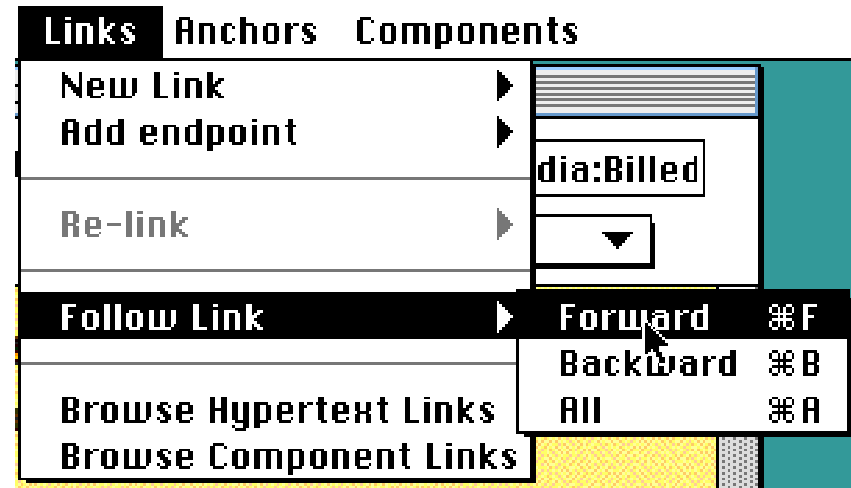 Links Anchors Components
New Link
Add endpoint
dia:Billed
Re-link
Follow Link
Forward ⌘F
Backward ⌘B
All ⌘A
Browse Hypertext Links
Browse Component Links